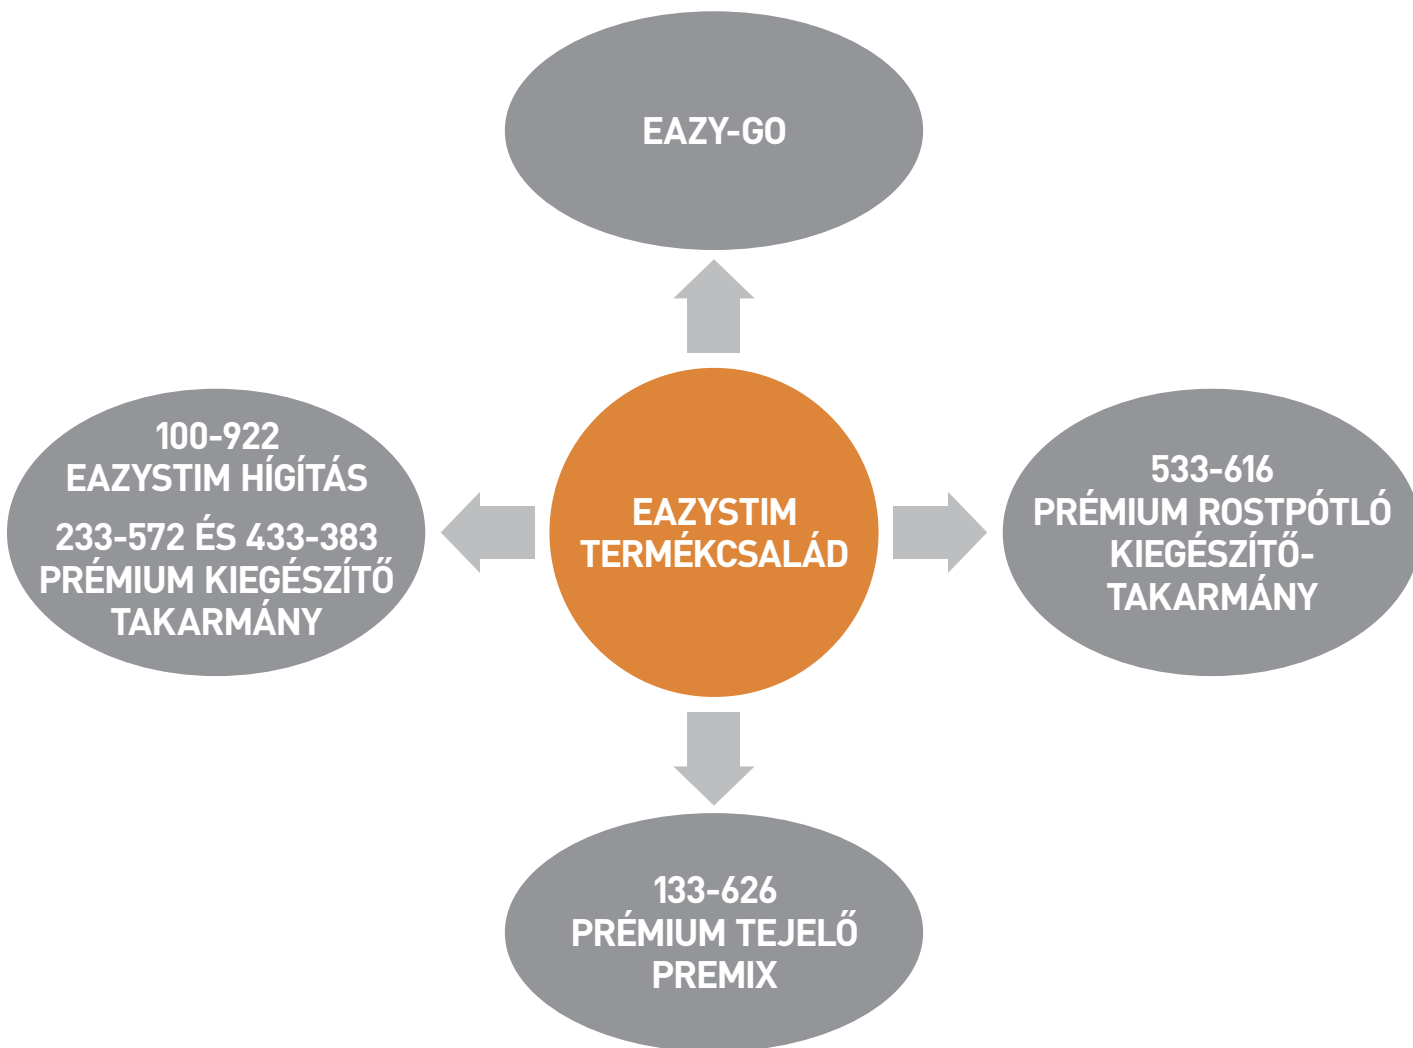 EAZY-GO
100-922
EAZYSTIM HÍGÍTÁS
233-572 ÉS 433-383
PRÉMIUM KIEGÉSZÍTŐ
TAKARMÁNY
EAZYSTIM
TERMÉKCSALÁD
533-616
PRÉMIUM ROSTPÓTLÓ
KIEGÉSZÍTŐ-
TAKARMÁNY
133-626
PRÉMIUM TEJELŐ
PREMIX